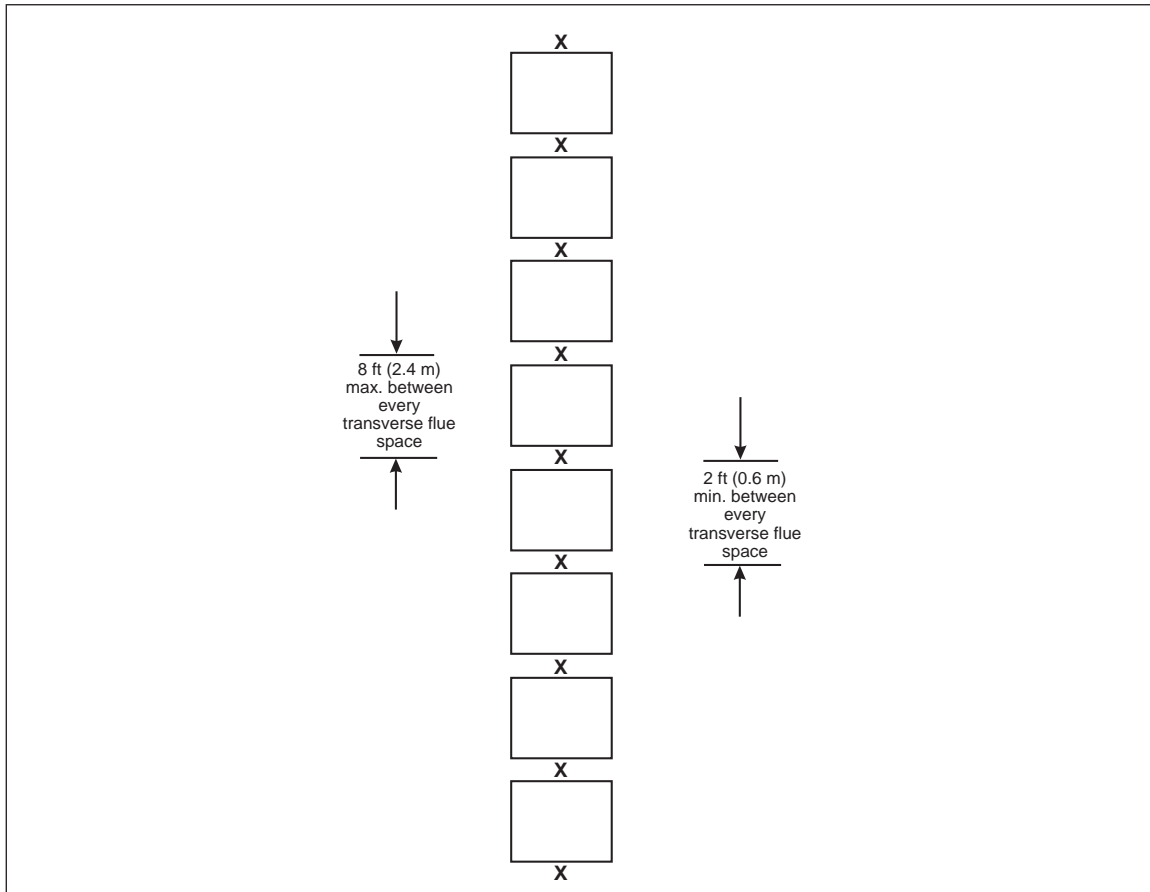 X
X
X
X
8 ft (2.4 m)
max. between
every
transverse flue
space
X
2 ft (0.6 m)
min. between
every
transverse flue
space
X
X
X
X